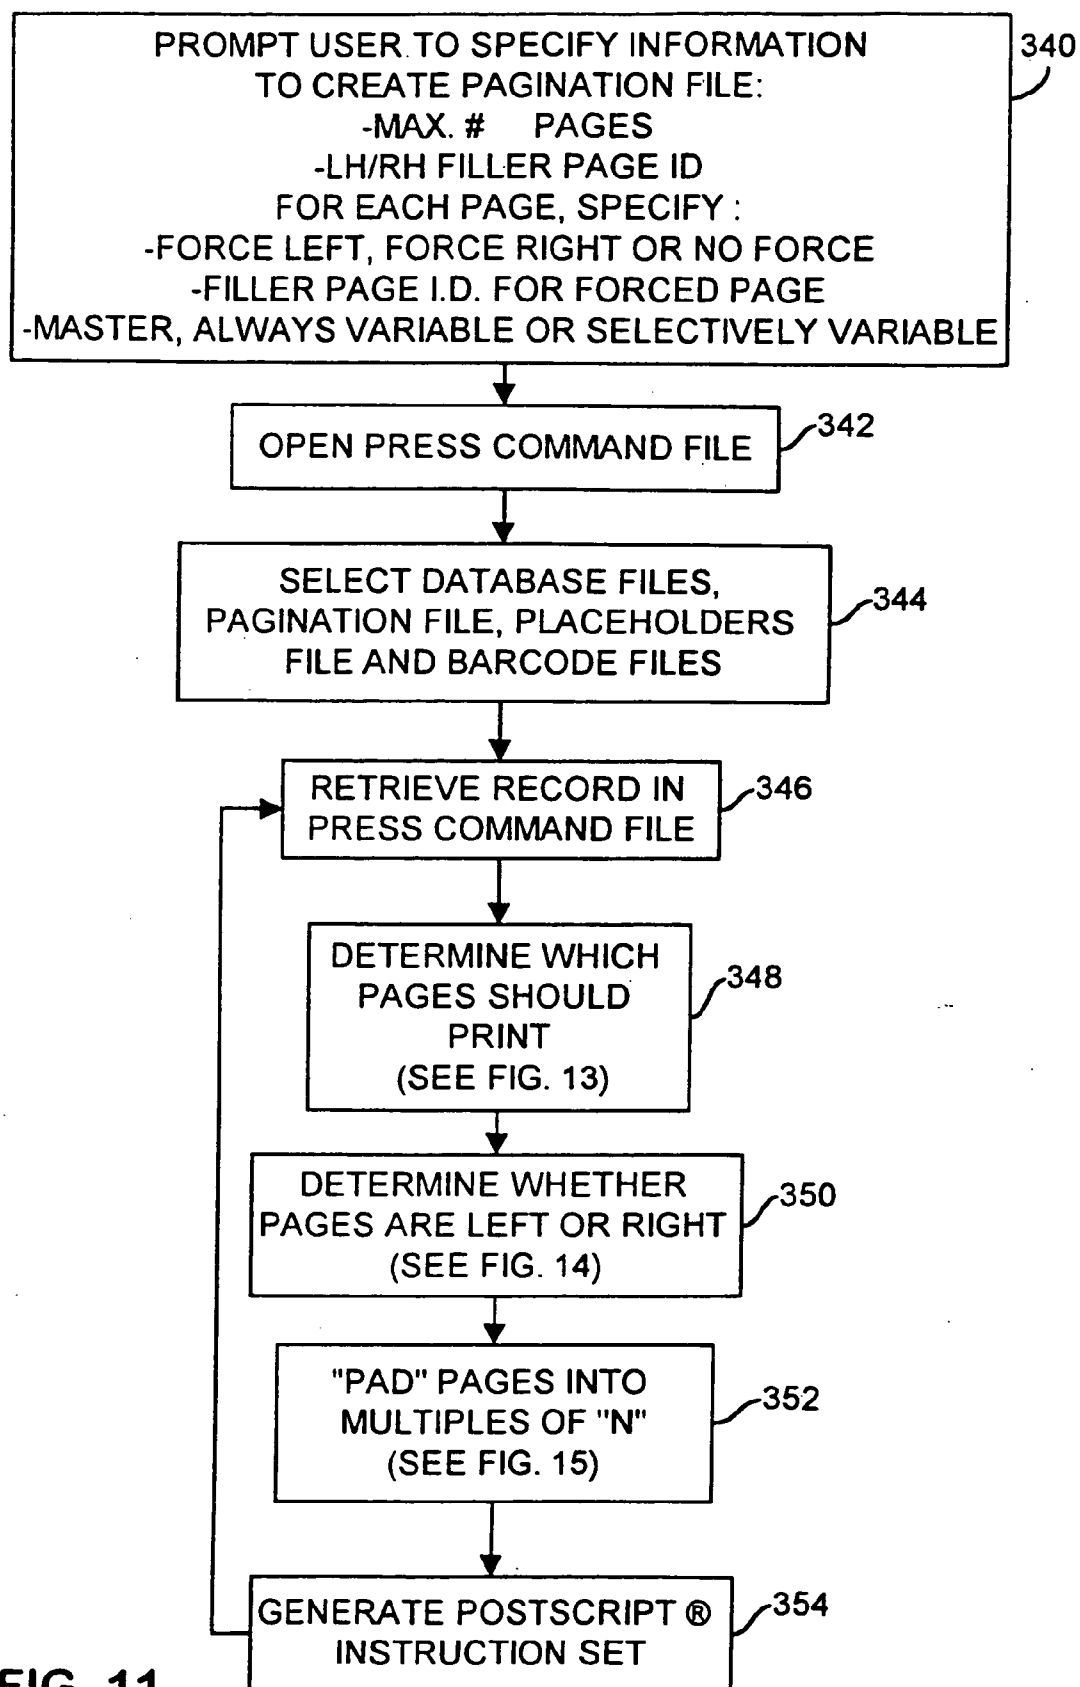 PROMPT USER TO SPECIFY INFORMATION
TO CREATE PAGINATION FILE:
-MAX. # PAGES
-LH/RH FILLER PAGE ID
FOR EACH PAGE, SPECIFY :
-FORCE LEFT, FORCE RIGHT OR NO FORCE
-FILLER PAGE I.D. FOR FORCED PAGE
-MASTER, ALWAYS VARIABLE OR SELECTIVELY VARIABLE
340
OPEN PRESS COMMAND FILE
342
SELECT DATABASE FILES,
PAGINATION FILE, PLACEHOLDERS
FILE AND BARCODE FILES
344
RETRIEVE RECORD IN
PRESS COMMAND FILE
346
DETERMINE WHICH
PAGES SHOULD
PRINT
(SEE FIG. 13)
348
DETERMINE WHETHER
PAGES ARE LEFT OR RIGHT
(SEE FIG. 14)
350
"PAD" PAGES INTO
MULTIPLES OF "N"
(SEE FIG. 15)
352
GENERATE POSTSCRIPT ®
INSTRUCTION SET
354
FIG. 11